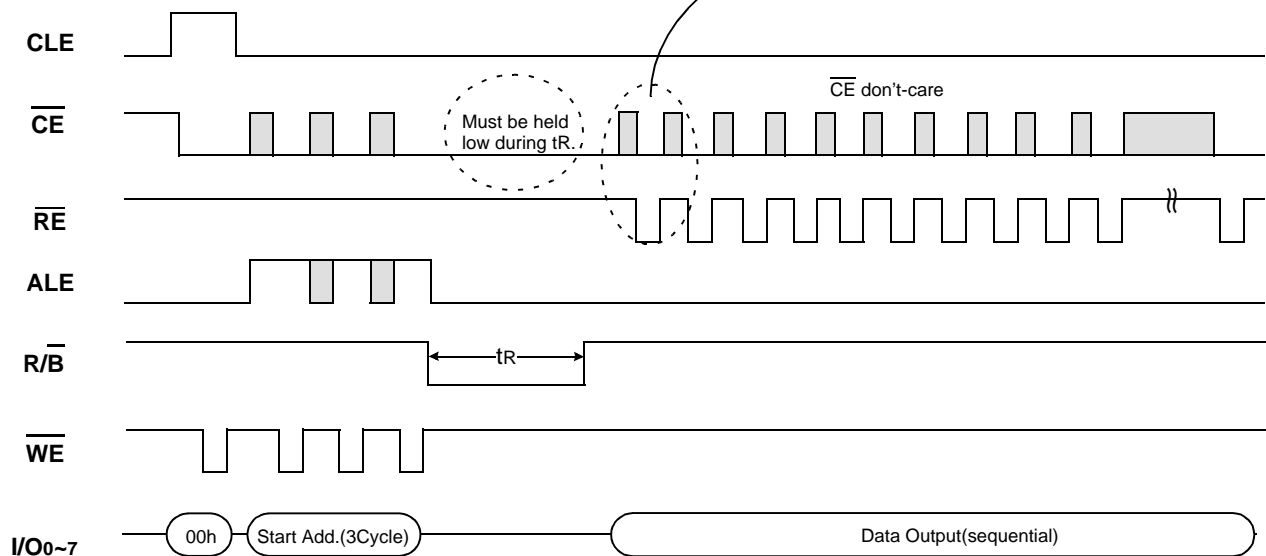 CLE
CE
CE don't-care
Must be held
low during tR.
RE
ALE
R/B
tR
WE
I/O0~7
00h
Start Add.(3Cycle)
Data Output(sequential)